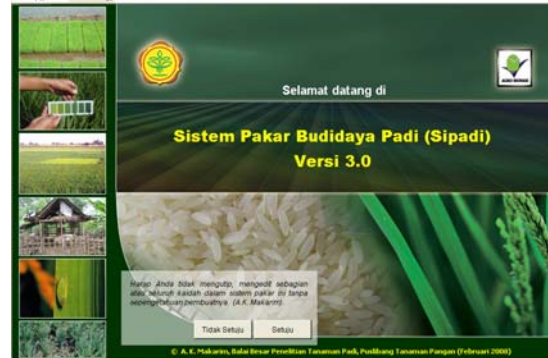 Selamat datang di
AGRO INOVASI
Sistem Pakar Budidaya Padi (Sipadi)
Versi 3.0
Harap Anda tidak mengutip, mengedit sebagian
atau seluruh kaidah dalam sistem pakar ini tanpa
sepengetahuan pembuatnya. (A.K. Makarim)
Tidak Setuju
Setuju
© A. K. Makarim, Balai Besar Penelitian Tanaman Padi, Puslitbang Tanaman Pangan (Februari 2008)